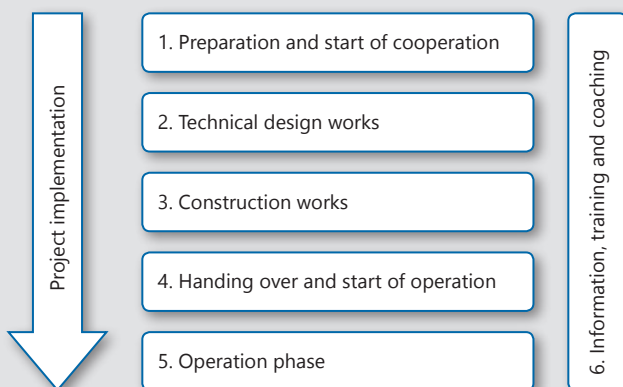 Project implementation
1. Preparation and start of cooperation
2. Technical design works
3. Construction works
4. Handing over and start of operation
5. Operation phase
6. Information, training and coaching